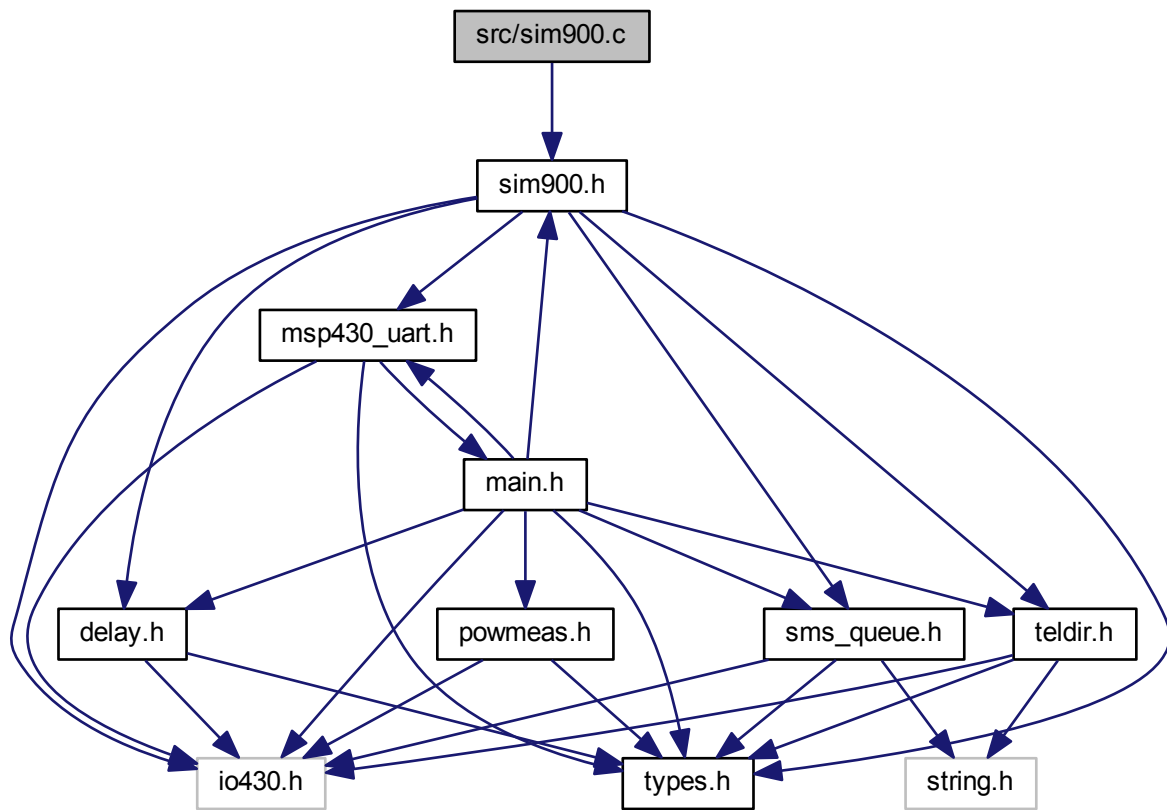 src/sim900.c
sim900.h
msp430_uart.h
main.h
delay.h
powmeas.h
sms_queue.h
teldir.h
io430.h
types.h
string.h